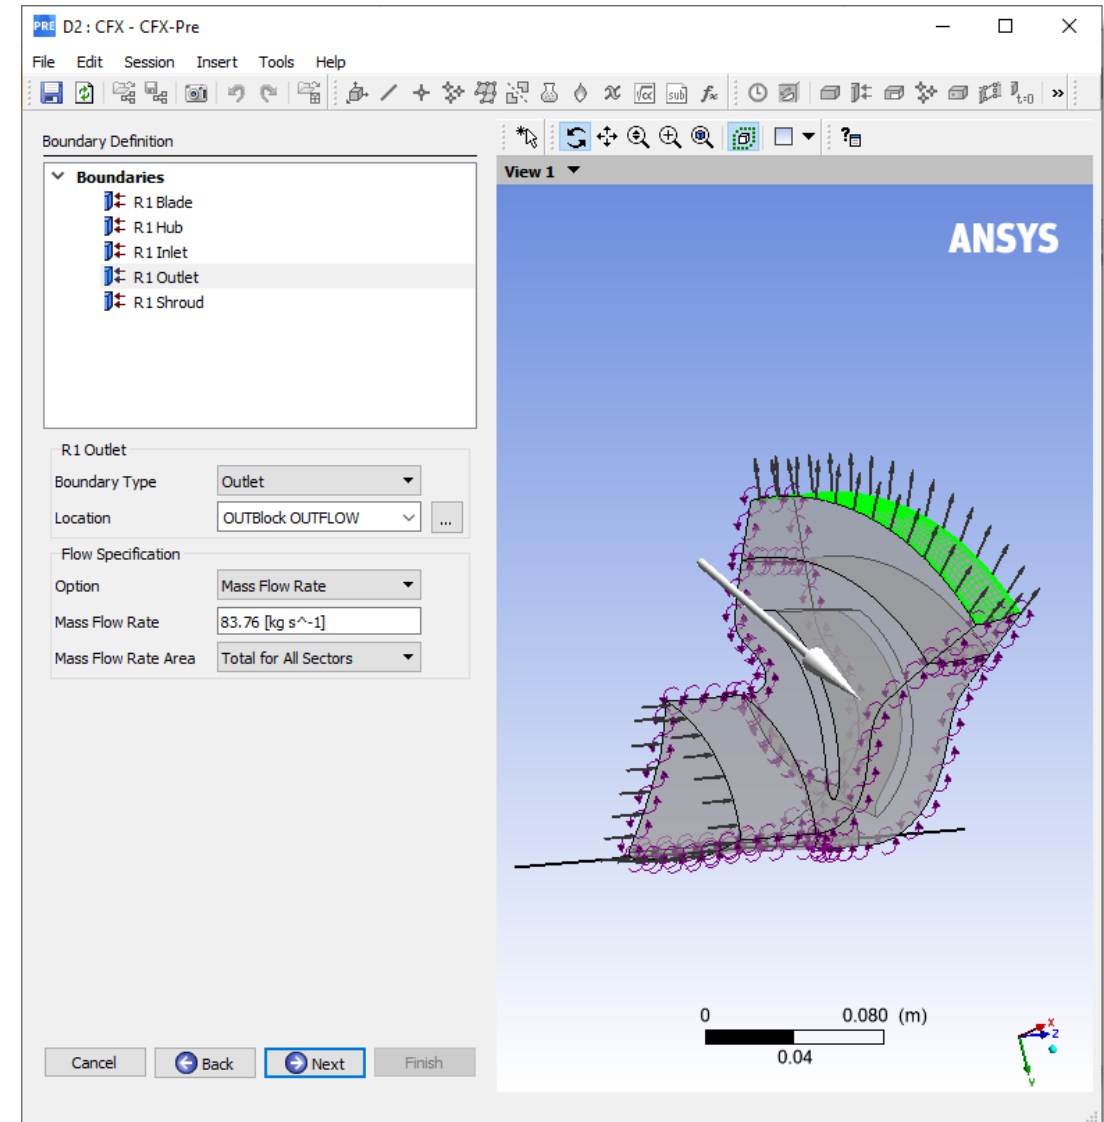 PRE D2 : CFX - CFX-Pre
File Edit Session Insert Tools Help
Boundary Definition
Boundaries
R1 Blade
R1 Hub
R1 Inlet
R1 Outlet
R1 Shroud
R1 Outlet
Boundary Type Outlet
Location OUTBlock OUTFLOW ...
Flow Specification
Option Mass Flow Rate
Mass Flow Rate 83.76 [kg s^-1]
Mass Flow Rate Area Total for All Sectors
Cancel Back Next Finish
View 1
ANSYS
0 0.080 (m)
0.04
X
Z
Y